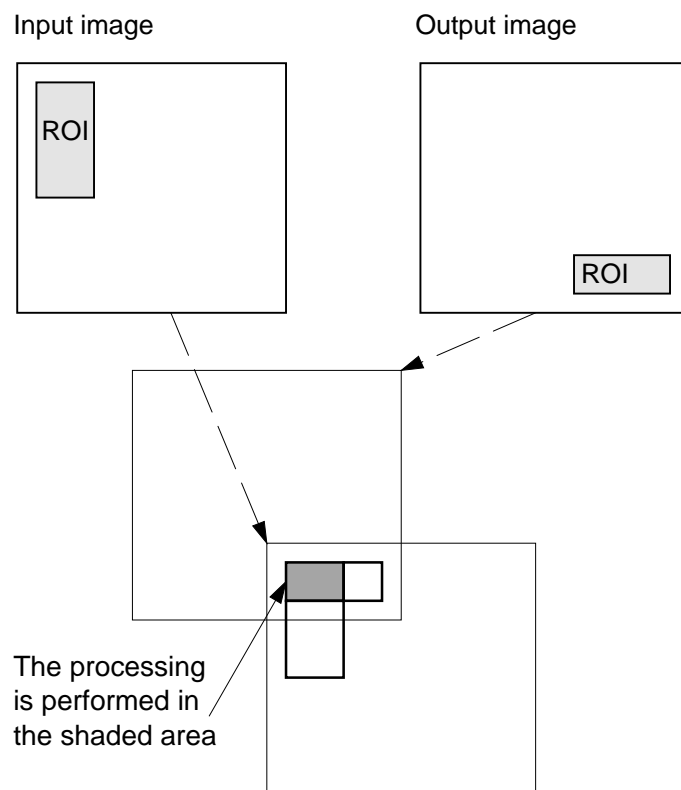 Input image
Output image
ROI
ROI
The processing
is performed in
the shaded area